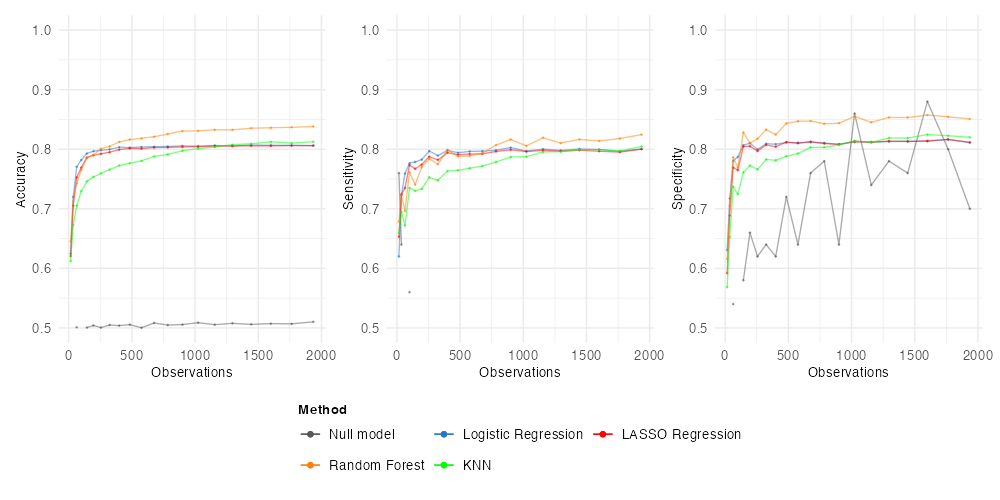 1.0
0.9
0.8
0.7
0.6
0.5
Accuracy
0 500 1000 1500 2000
Observations
1.0
0.9
0.8
0.7
0.6
0.5
Sensitivity
0 500 1000 1500 2000
Observations
1.0
0.9
0.8
0.7
0.6
0.5
Specificity
0 500 1000 1500 2000
Observations
Method
Null model Logistic Regression LASSO Regression
Random Forest KNN